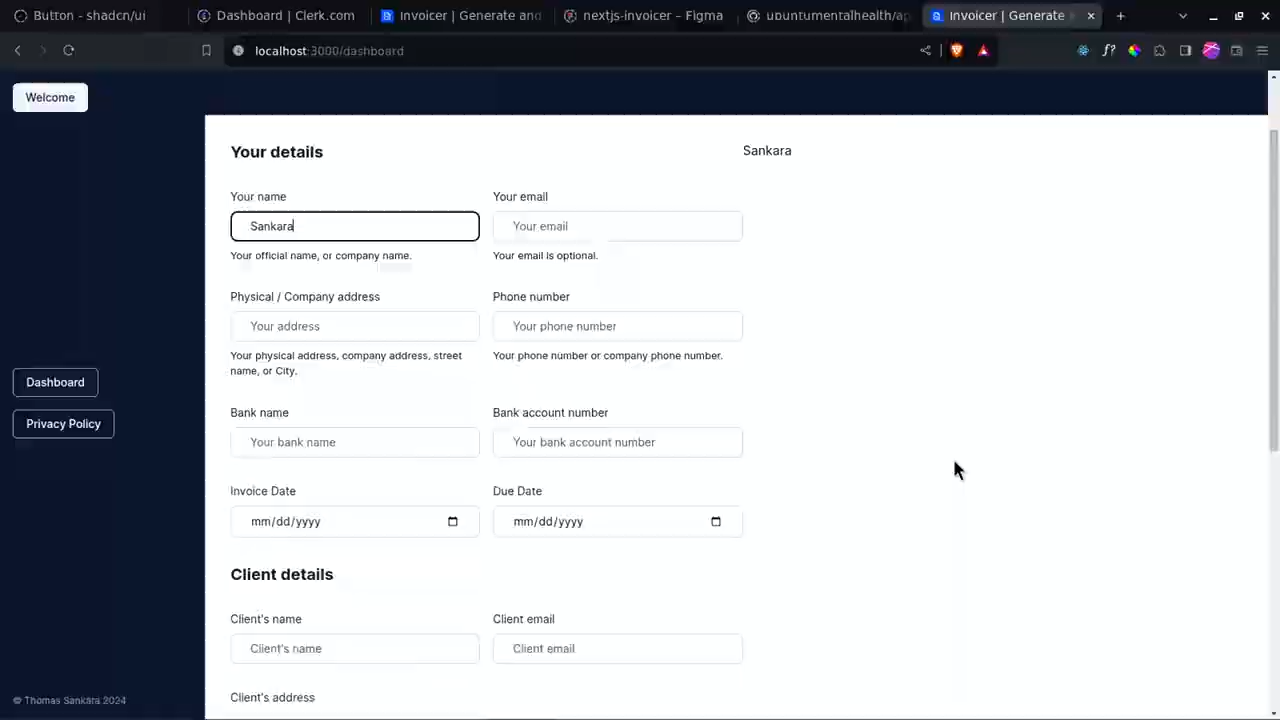 Button - shadcn/ui
Dashboard | Clerk.com
Invoicer | Generate and
nextjs-invoicer - Figma
ubuntumentalhealth/ap
Invoicer | Generate
localhost:3000/dashboard
Welcome
Your details
Sankara
Your name
Your email
Sankara
Your email
Your official name, or company name.
Your email is optional.
Physical / Company address
Phone number
Your address
Your phone number
Your physical address, company address, street
name, or City.
Your phone number or company phone number.
Dashboard
Privacy Policy
Bank name
Bank account number
Your bank name
Your bank account number
Invoice Date
Due Date
mm/dd/yyyy
mm/dd/yyyy
Client details
Client's name
Client email
Client's name
Client email
Client's address
© Thomas Sankara 2024